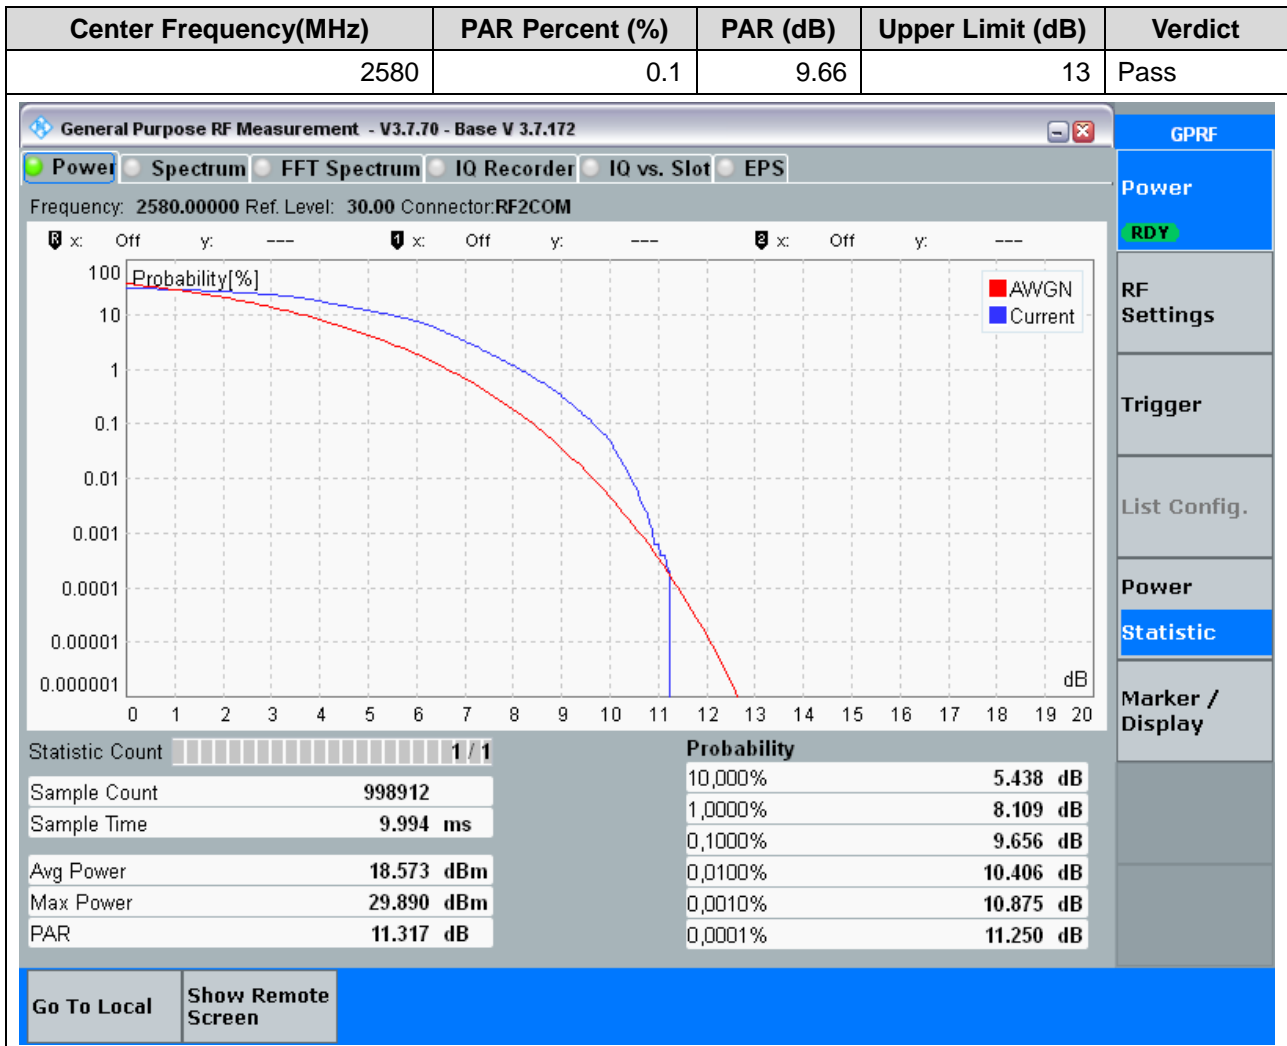 Center Frequency(MHz) PAR Percent (%) PAR (dB) Upper Limit (dB) Verdict
2580 0.1 9.66 13 Pass
General Purpose RF Measurement - V3.7.70 - Base V 3.7.172
GPRF
Power Spectrum FFT Spectrum IQ Recorder IQ vs. Slot EPS
Frequency: 2580.00000 Ref. Level: 30.00 Connector:RF2COM
R x: Off y: --- 1 x: Off y: --- 2 x: Off y: ---
Probability[%]
AWGN
Current
100
10
1
0.1
0.01
0.001
0.0001
0.00001
0.000001
dB
0 1 2 3 4 5 6 7 8 9 10 11 12 13 14 15 16 17 18 19 20
Statistic Count 1 / 1
Sample Count 998912
Sample Time 9.994 ms
Avg Power 18.573 dBm
Max Power 29.890 dBm
PAR 11.317 dB
Probability
10,000% 5.438 dB
1,0000% 8.109 dB
0,1000% 9.656 dB
0,0100% 10.406 dB
0,0010% 10.875 dB
0,0001% 11.250 dB
Power
RDY
RF
Settings
Trigger
List Config.
Power
Statistic
Marker /
Display
Go To Local
Show Remote
Screen